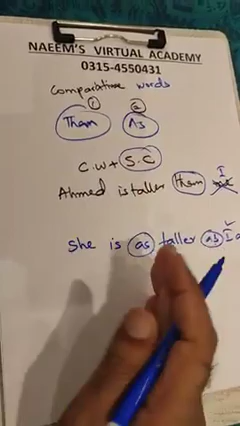 NAEEM's VIRTUAL ACADEMY
0315-4550431
Comparative words
① ②
Than As
C.W + S.C
I
Ahmed is taller than me
She is as taller as I a